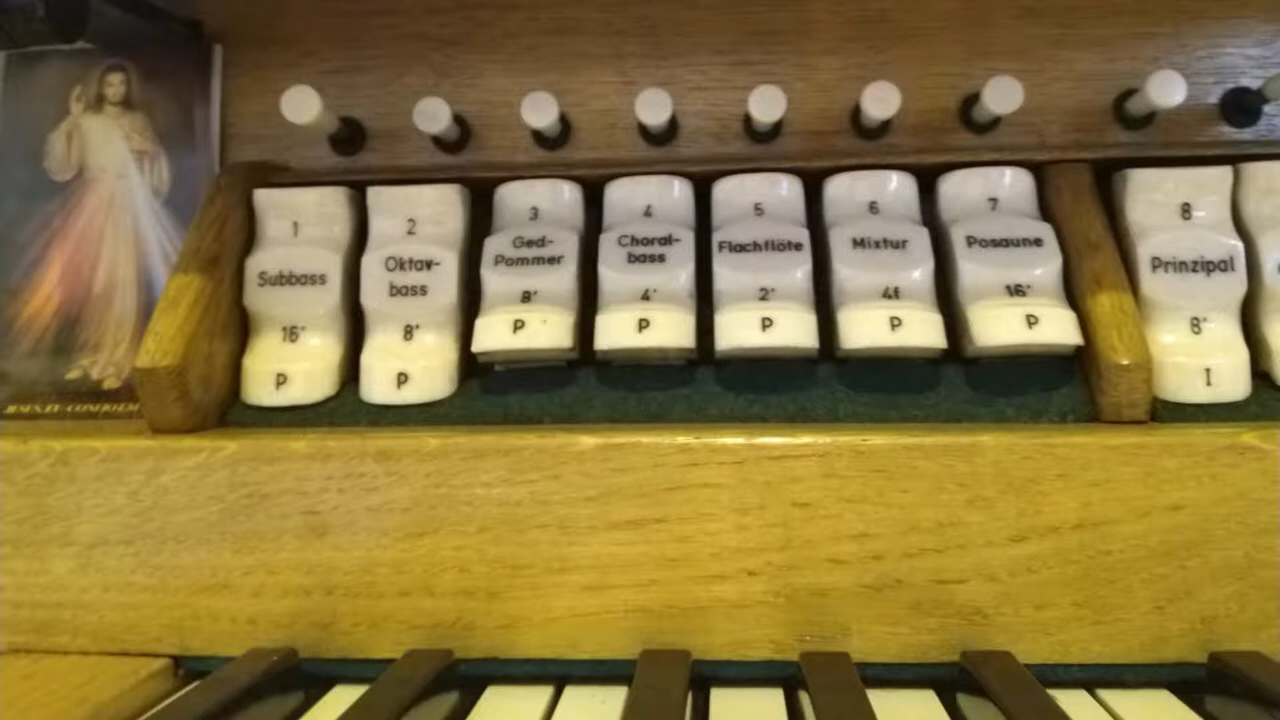 1
Subbass
16'
P
2
Oktav-
bass
8'
P
3
Ged-
Pommer
8'
P
4
Choral-
bass
4'
P
5
Flachflöte
2'
P
6
Mixtur
4f
P
7
Posaune
16'
P
8
Prinzipal
8'
I